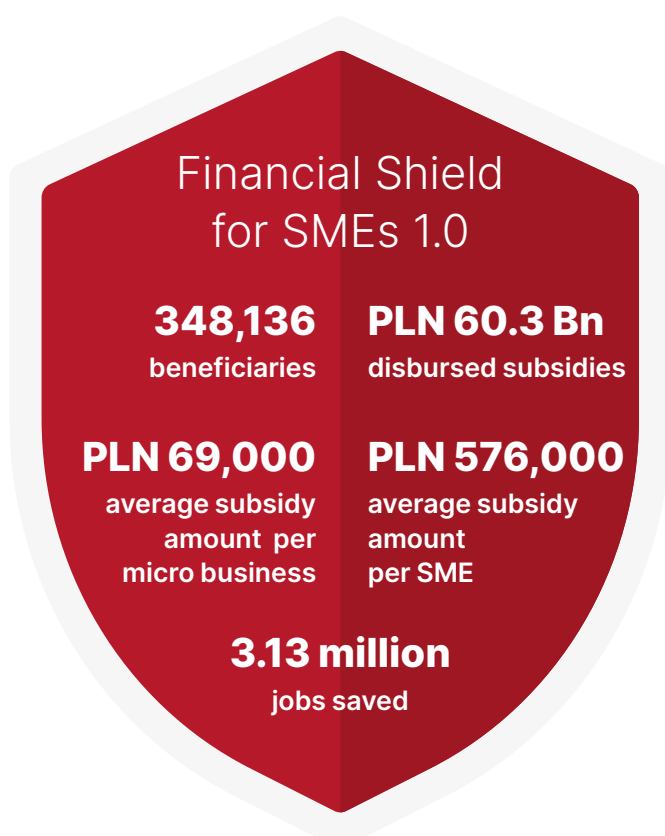 Financial Shield
for SMEs 1.0
348,136
beneficiaries
PLN 60.3 Bn
disbursed subsidies
PLN 69,000
average subsidy
amount per
micro business
PLN 576,000
average subsidy
amount
per SME
3.13 million
jobs saved